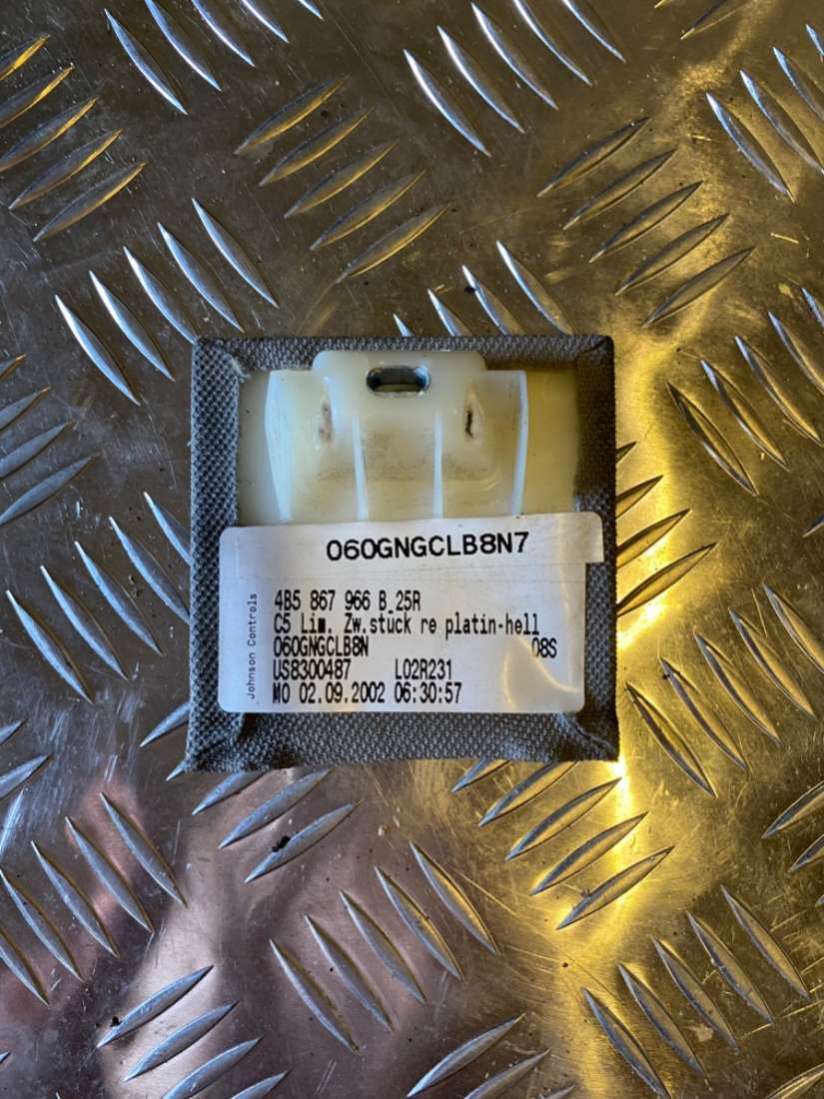 060GNGCLB8N7
Johnson Controls
4B5 867 966 B_25R
C5 Lim. Zw.stück re platin-hell
060GNGCLB8N 08S
US8300487 L02R231
MO 02.09.2002 06:30:57